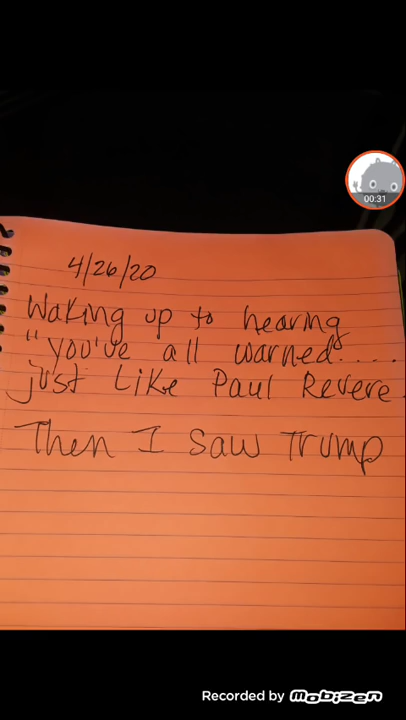 00:31
4/26/20
Waking up to hearing
"you've all warned....
just Like Paul Revere.
Then I saw Trump
Recorded by Mobizen